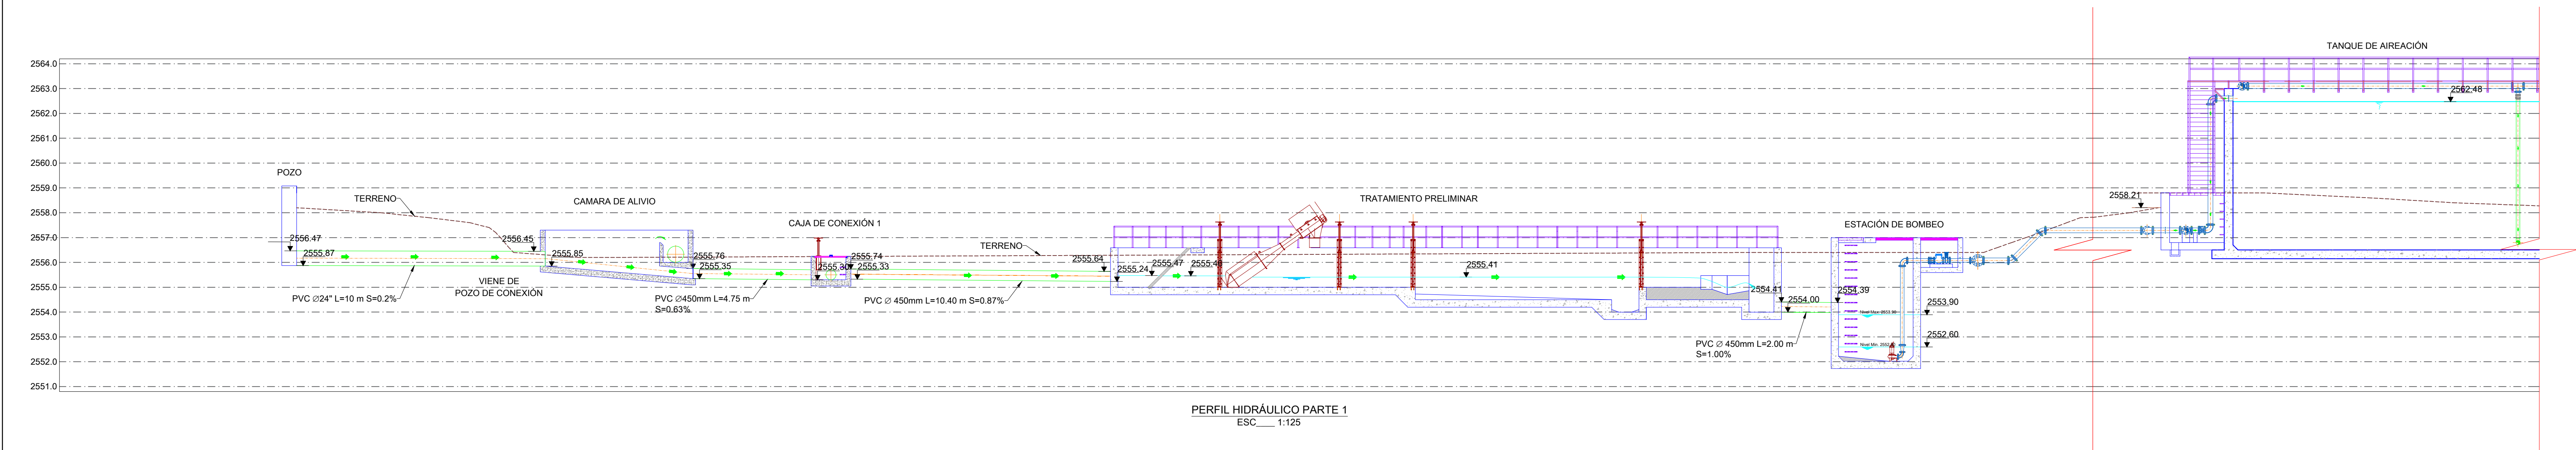 TANQUE DE AIREACIÓN
2564.0
2563.0
2562.0
2561.0
2560.0
2559.0
2558.0
2557.0
2556.0
2555.0
2554.0
2553.0
2552.0
2551.0
POZO
2556.47
2555.87
TERRENO
PVC ∅24" L=10 m S=0.2%
2556.45
2555.85
VIENE DE
POZO DE CONEXIÓN
CAMARA DE ALIVIO
2555.76
2555.35
PVC ∅450mm L=4.75 m
S=0.63%
CAJA DE CONEXIÓN 1
2555.74
2555.33
PVC ∅ 450mm L=10.40 m S=0.87%
TERRENO
2555.64
2555.24
2555.47
TRATAMIENTO PRELIMINAR
2555.41
2554.41
2554.00
PVC ∅ 450mm L=2.00 m
S=1.00%
ESTACIÓN DE BOMBEO
2554.39
2553.90
2552.60
2558.21
2562.48
PERFIL HIDRÁULICO PARTE 1
ESC____ 1:125